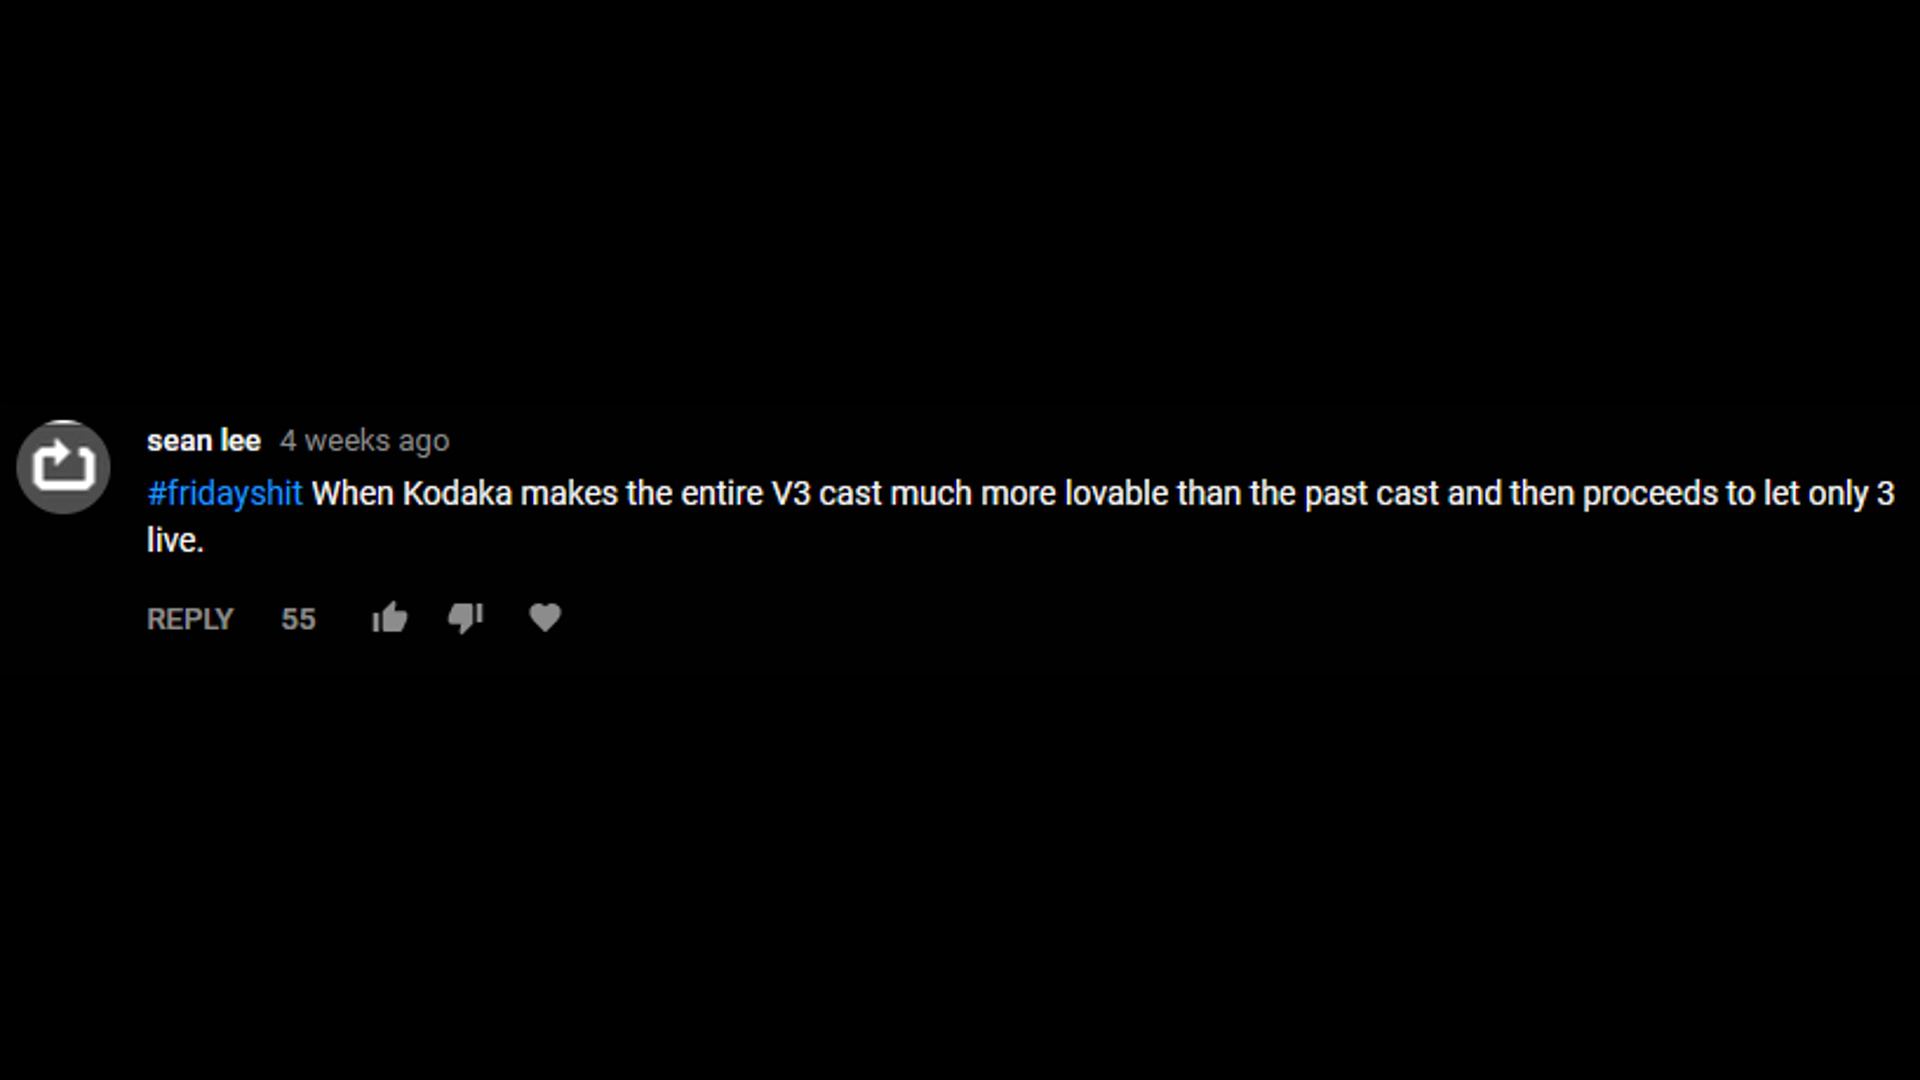 sean lee 4 weeks ago
#fridayshit When Kodaka makes the entire V3 cast much more lovable than the past cast and then proceeds to let only 3
live.
REPLY 55